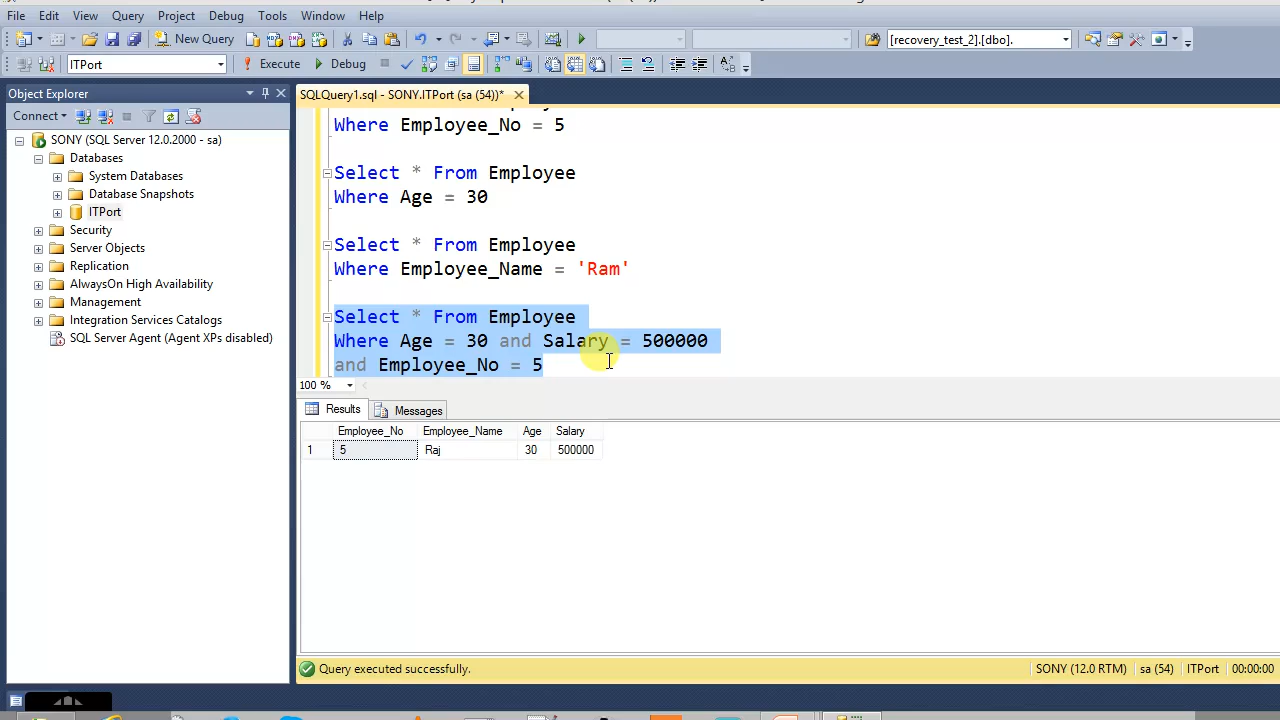 File Edit View Query Project Debug Tools Window Help
New Query [recovery_test_2].[dbo].
ITPort Execute Debug
Object Explorer
Connect
SONY (SQL Server 12.0.2000 - sa)
Databases
System Databases
Database Snapshots
ITPort
Security
Server Objects
Replication
AlwaysOn High Availability
Management
Integration Services Catalogs
SQL Server Agent (Agent XPs disabled)
SQLQuery1.sql - SONY.ITPort (sa (54))*
Where Employee_No = 5
Select * From Employee
Where Age = 30
Select * From Employee
Where Employee_Name = 'Ram'
Select * From Employee
Where Age = 30 and Salary = 500000
and Employee_No = 5
100 %
Results Messages
Employee_No Employee_Name Age Salary
1 5 Raj 30 500000
Query executed successfully. SONY (12.0 RTM) sa (54) ITPort 00:00:00